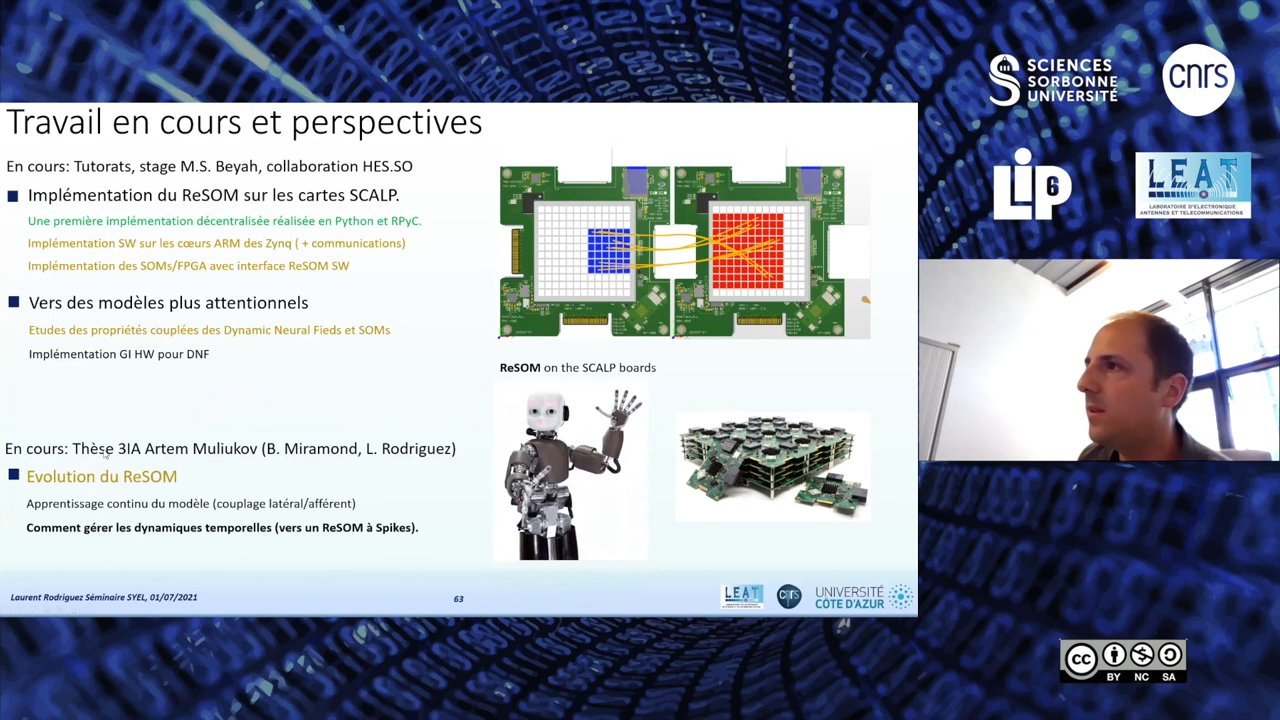 Travail en cours et perspectives
En cours: Tutorats, stage M.S. Beyah, collaboration HES.SO
Implémentation du ReSOM sur les cartes SCALP.
Une première implémentation décentralisée réalisée en Python et RPyC.
Implémentation SW sur les cœurs ARM des Zynq ( + communications)
Implémentation des SOMs/FPGA avec interface ReSOM SW
Vers des modèles plus attentionnels
Etudes des propriétés couplées des Dynamic Neural Fieds et SOMs
Implémentation GI HW pour DNF
ReSOM on the SCALP boards
En cours: Thèse 3IA Artem Muliukov (B. Miramond, L. Rodriguez)
Evolution du ReSOM
Apprentissage continu du modèle (couplage latéral/afférent)
Comment gérer les dynamiques temporelles (vers un ReSOM à Spikes).
Laurent Rodriguez Séminaire SYEL, 01/07/2021
63
LEAT
cnrs
UNIVERSITÉ
CÔTE D'AZUR
SCIENCES
SORBONNE
UNIVERSITÉ
cnrs
LIP6
LEAT
LABORATOIRE D'ELECTRONIQUE
ANTENNES ET TELECOMMUNICATIONS
cc
BY NC SA